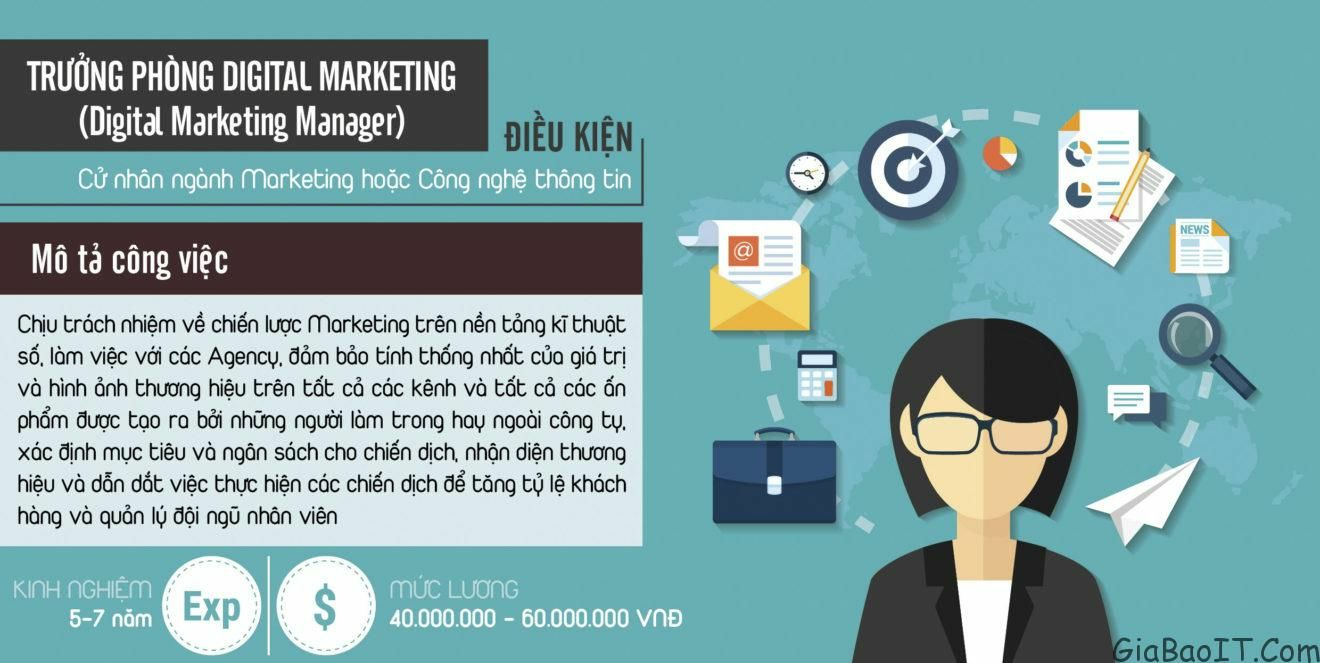 TRƯỞNG PHÒNG DIGITAL MARKETING
(Digital Marketing Manager)
ĐIỀU KIỆN
Cử nhân ngành Marketing hoặc Công nghệ thông tin
Mô tả công việc
Chịu trách nhiệm về chiến lược Marketing trên nền tảng kĩ thuật
số, làm việc với các Agency, đảm bảo tính thống nhất của giá trị
và hình ảnh thương hiệu trên tất cả các kênh và tất cả các ấn
phẩm được tạo ra bởi những người làm trong hay ngoài công ty,
xác định mục tiêu và ngân sách cho chiến dịch, nhận diện thương
hiệu và dẫn dắt việc thực hiện các chiến dịch để tăng tỷ lệ khách
hàng và quản lý đội ngũ nhân viên
KINH NGHIỆM
5-7 năm
Exp
$
MỨC LƯƠNG
40.000.000 - 60.000.000 VNĐ
@
NEWS
GiaBaoIT.Com